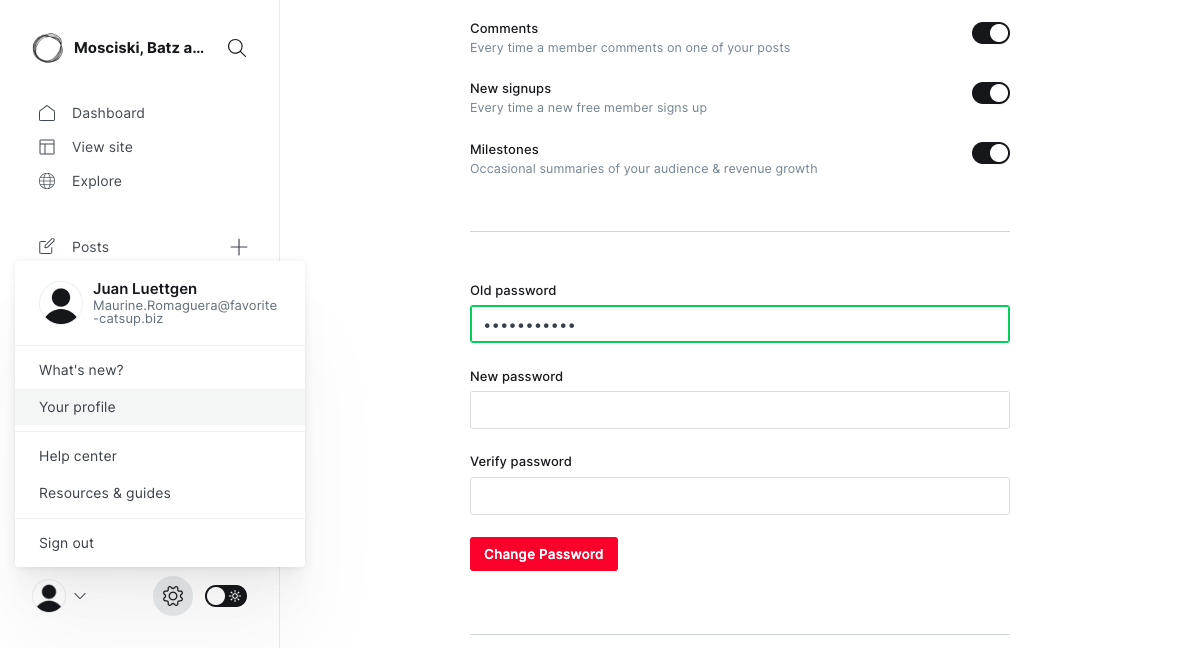 Mosciski, Batz a...
Dashboard
View site
Explore
Posts
Juan Luettgen
Maurine.Romaguera@favorite
-catsup.biz
What's new?
Your profile
Help center
Resources & guides
Sign out
Comments
Every time a member comments on one of your posts
New signups
Every time a new free member signs up
Milestones
Occasional summaries of your audience & revenue growth
Old password
•••••••••••
New password
Verify password
Change Password